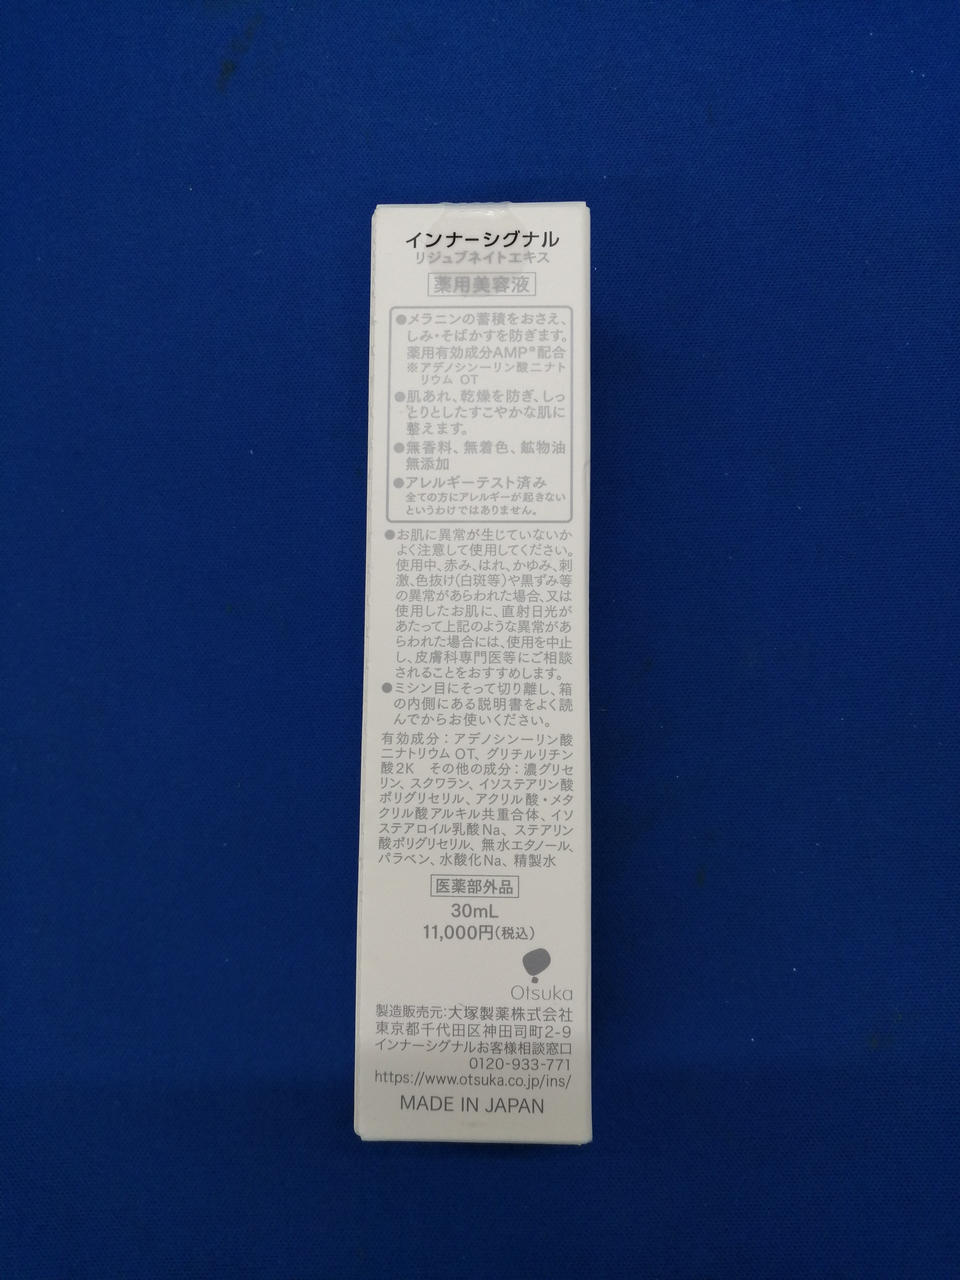 インナーシグナル
リジュブネイトエキス
薬用美容液
●メラニンの蓄積をおさえ、
しみ・そばかすを防ぎます。
薬用有効成分AMP※配合
※アデノシン一リン酸二ナト
リウム OT
●肌あれ、乾燥を防ぎ、しっ
とりとしたすこやかな肌に
整えます。
●無香料、無着色、鉱物油
無添加
●アレルギーテスト済み
全ての方にアレルギーが起きない
というわけではありません。
●お肌に異常が生じていないか
よく注意して使用してください。
使用中、赤み、はれ、かゆみ、刺
激、色抜け(白斑等)や黒ずみ等
の異常があらわれた場合、又は
使用したお肌に、直射日光が
あたって上記のような異常があ
らわれた場合には、使用を中止
し、皮膚科専門医等にご相談
されることをおすすめします。
●ミシン目にそって切り離し、箱
の内側にある説明書をよく読
んでからお使いください。
有効成分：アデノシン一リン酸
二ナトリウム OT、グリチルリチン
酸2K その他の成分：濃グリセ
リン、スクワラン、イソステアリン酸
ポリグリセリル、アクリル酸・メタ
クリル酸アルキル共重合体、イソ
ステアロイル乳酸Na、ステアリン
酸ポリグリセリル、無水エタノール、
パラベン、水酸化Na、精製水
医薬部外品
30mL
11,000円(税込)
Otsuka
製造販売元：大塚製薬株式会社
東京都千代田区神田司町2-9
インナーシグナルお客様相談窓口
0120-933-771
https://www.otsuka.co.jp/ins/
MADE IN JAPAN